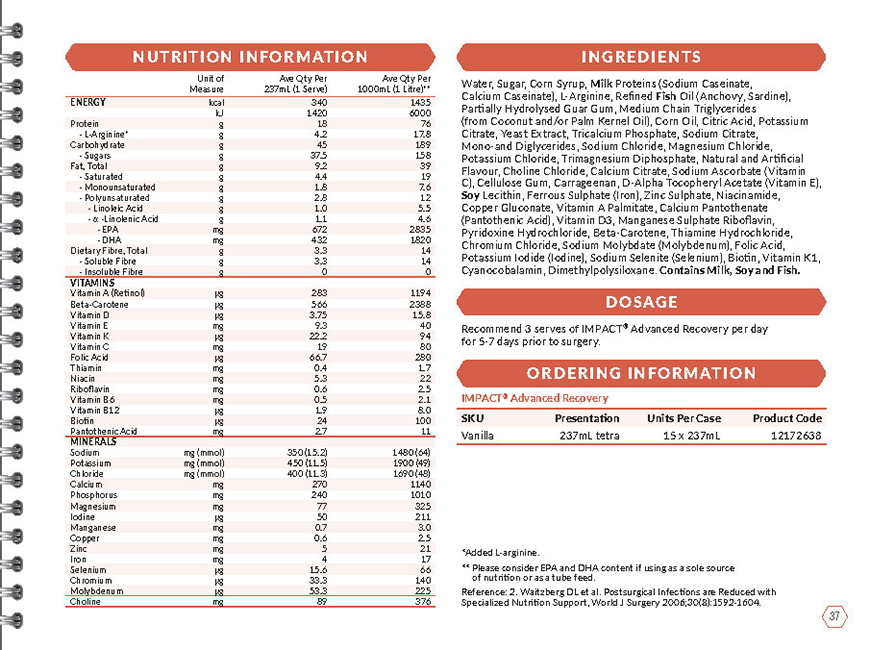 NUTRITION INFORMATION
Unit of Measure Ave Qty Per 237mL (1 Serve) Ave Qty Per 1000mL (1 Litre)**
ENERGY kcal 340 1435
kJ 1420 6000
Protein g 18 76
- L-Arginine* g 4.2 17.8
Carbohydrate g 45 189
- Sugars g 37.5 158
Fat, Total g 9.2 39
- Saturated g 4.4 19
- Monounsaturated g 1.8 7.6
- Polyunsaturated g 2.8 12
- Linoleic Acid g 1.0 5.5
- α -Linolenic Acid g 1.1 4.6
- EPA mg 672 2835
- DHA mg 432 1820
Dietary Fibre, Total g 3.3 14
- Soluble Fibre g 3.3 14
- Insoluble Fibre g 0 0
VITAMINS
Vitamin A (Retinol) µg 283 1194
Beta-Carotene µg 566 2388
Vitamin D µg 3.75 15.8
Vitamin E mg 9.3 40
Vitamin K µg 22.2 94
Vitamin C mg 19 80
Folic Acid µg 66.7 280
Thiamin mg 0.4 1.7
Niacin mg 5.3 22
Riboflavin mg 0.6 2.5
Vitamin B6 mg 0.5 2.1
Vitamin B12 µg 1.9 8.0
Biotin µg 24 100
Pantothenic Acid mg 2.7 11
MINERALS
Sodium mg (mmol) 350 (15.2) 1480 (64)
Potassium mg (mmol) 450 (11.5) 1900 (49)
Chloride mg (mmol) 400 (11.3) 1690 (48)
Calcium mg 270 1140
Phosphorus mg 240 1010
Magnesium mg 77 325
Iodine µg 50 211
Manganese mg 0.7 3.0
Copper mg 0.6 2.5
Zinc mg 5 21
Iron mg 4 17
Selenium µg 15.6 66
Chromium µg 33.3 140
Molybdenum µg 53.3 225
Choline mg 89 376
INGREDIENTS
Water, Sugar, Corn Syrup, Milk Proteins (Sodium Caseinate,
Calcium Caseinate), L-Arginine, Refined Fish Oil (Anchovy, Sardine),
Partially Hydrolysed Guar Gum, Medium Chain Triglycerides
(from Coconut and/or Palm Kernel Oil), Corn Oil, Citric Acid, Potassium
Citrate, Yeast Extract, Tricalcium Phosphate, Sodium Citrate,
Mono- and Diglycerides, Sodium Chloride, Magnesium Chloride,
Potassium Chloride, Trimagnesium Diphosphate, Natural and Artificial
Flavour, Choline Chloride, Calcium Citrate, Sodium Ascorbate (Vitamin
C), Cellulose Gum, Carrageenan, D-Alpha Tocopheryl Acetate (Vitamin E),
Soy Lecithin, Ferrous Sulphate (Iron), Zinc Sulphate, Niacinamide,
Copper Gluconate, Vitamin A Palmitate, Calcium Pantothenate
(Pantothenic Acid), Vitamin D3, Manganese Sulphate Riboflavin,
Pyridoxine Hydrochloride, Beta-Carotene, Thiamine Hydrochloride,
Chromium Chloride, Sodium Molybdate (Molybdenum), Folic Acid,
Potassium Iodide (Iodine), Sodium Selenite (Selenium), Biotin, Vitamin K1,
Cyanocobalamin, Dimethylpolysiloxane. Contains Milk, Soy and Fish.
DOSAGE
Recommend 3 serves of IMPACT® Advanced Recovery per day
for 5-7 days prior to surgery.
ORDERING INFORMATION
IMPACT® Advanced Recovery
SKU Presentation Units Per Case Product Code
Vanilla 237mL tetra 15 x 237mL 12172638
*Added L-arginine.
** Please consider EPA and DHA content if using as a sole source
of nutrition or as a tube feed.
Reference: 2. Waitzberg DL et al. Postsurgical Infections are Reduced with
Specialized Nutrition Support, World J Surgery 2006;30(8):1592-1604.
37